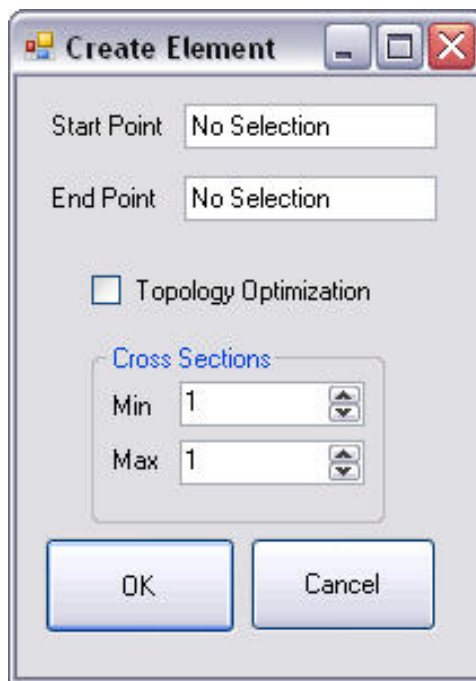 Create Element
Start Point No Selection
End Point No Selection
Topology Optimization
Cross Sections
Min 1
Max 1
OK Cancel